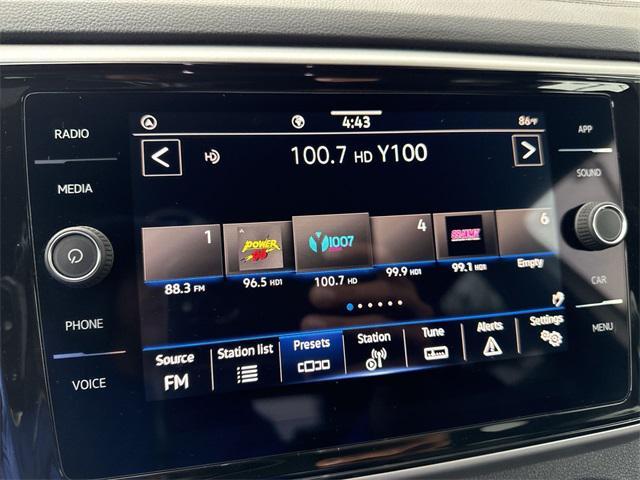 RADIO
MEDIA
PHONE
VOICE
4:43
86°F
100.7 HD Y100
1
4
6
POWER
Y1007
88.3 FM
96.5 HD1
100.7 HD
99.9 HD1
99.1 HD1
Empty
Source
FM
Station list
Presets
Station
Tune
Alerts
Settings
APP
SOUND
CAR
MENU